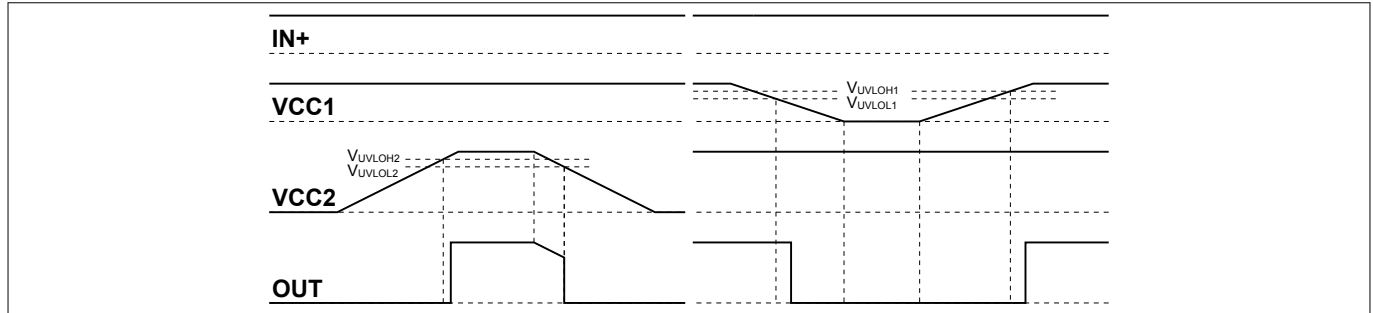 IN+
VCC1
VUVLOH1
VUVLOL1
VUVLOH2
VUVLOL2
VCC2
OUT